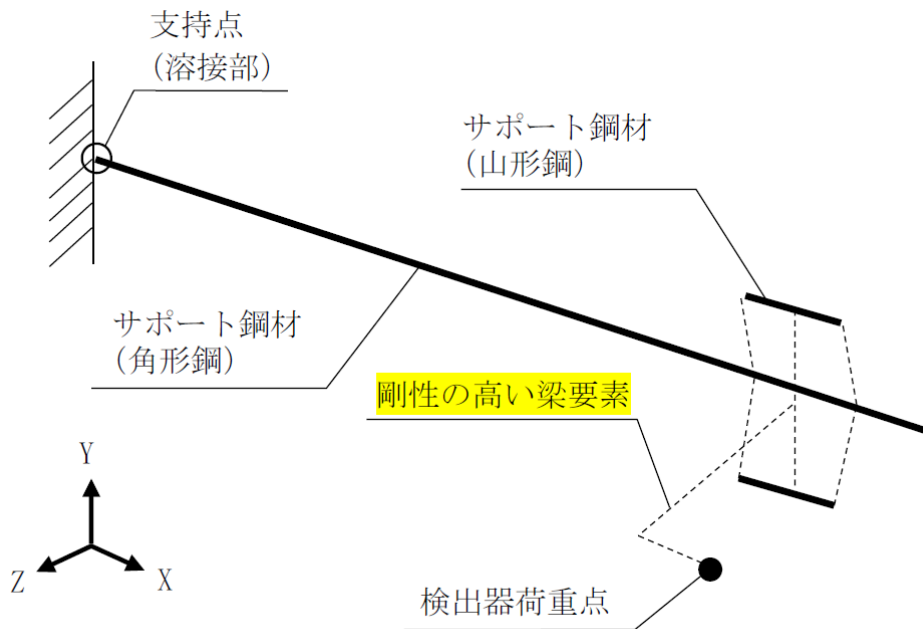 支持点
(溶接部)
サポート鋼材
(山形鋼)
サポート鋼材
(角形鋼)
剛性の高い梁要素
Y
Z
X
検出器荷重点